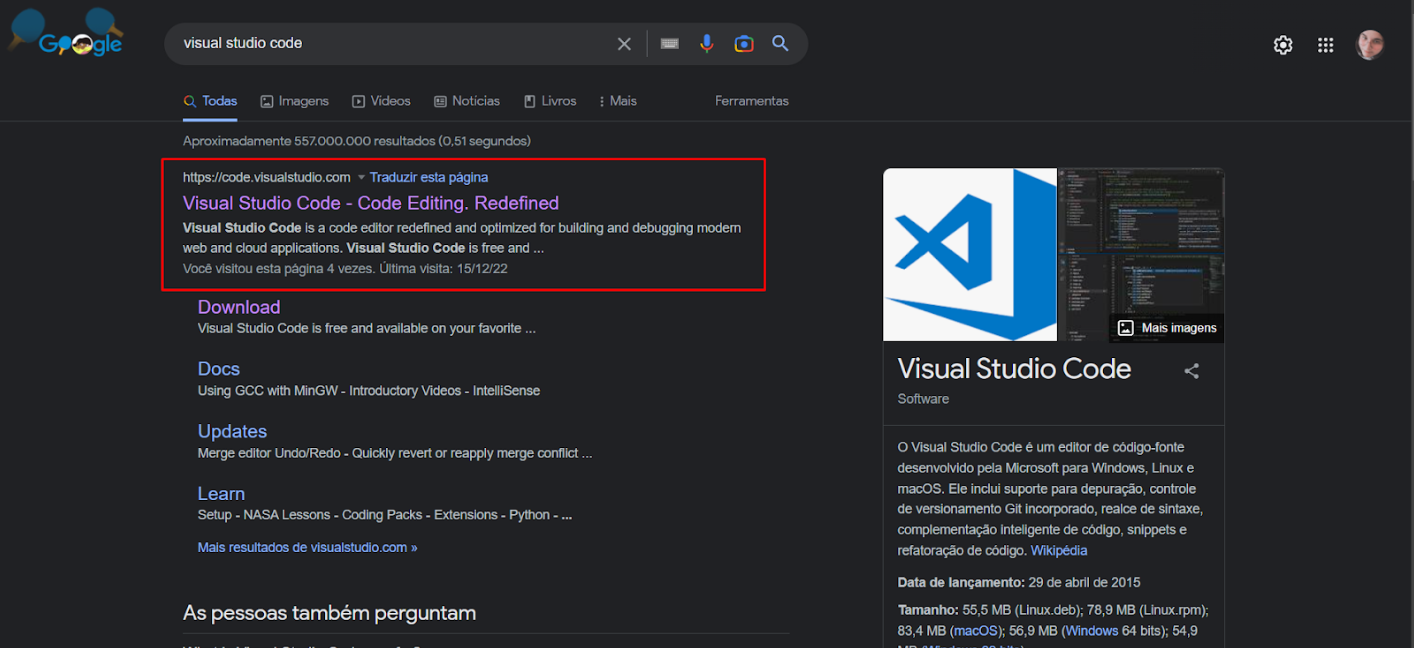 Google
visual studio code
Todas Imagens Vídeos Notícias Livros Mais Ferramentas
Aproximadamente 557.000.000 resultados (0,51 segundos)
https://code.visualstudio.com Traduzir esta página
Visual Studio Code - Code Editing. Redefined
Visual Studio Code is a code editor redefined and optimized for building and debugging modern
web and cloud applications. Visual Studio Code is free and ...
Você visitou esta página 4 vezes. Última visita: 15/12/22
Download
Visual Studio Code is free and available on your favorite ...
Docs
Using GCC with MinGW - Introductory Videos - IntelliSense
Updates
Merge editor Undo/Redo - Quickly revert or reapply merge conflict ...
Learn
Setup - NASA Lessons - Coding Packs - Extensions - Python - ...
Mais resultados de visualstudio.com »
As pessoas também perguntam
Mais imagens
Visual Studio Code
Software
O Visual Studio Code é um editor de código-fonte
desenvolvido pela Microsoft para Windows, Linux e
macOS. Ele inclui suporte para depuração, controle
de versionamento Git incorporado, realce de sintaxe,
complementação inteligente de código, snippets e
refatoração de código. Wikipédia
Data de lançamento: 29 de abril de 2015
Tamanho: 55,5 MB (Linux.deb); 78,9 MB (Linux.rpm);
83,4 MB (macOS); 56,9 MB (Windows 64 bits); 54,9